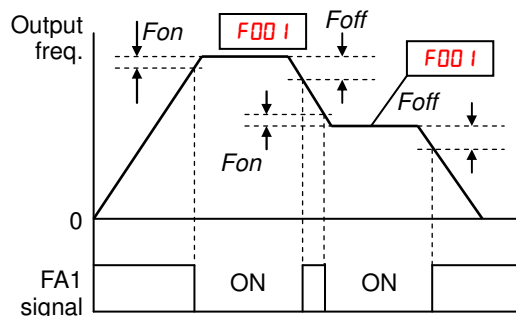 Output
freq.
Fon
F001
Foff
F001
Foff
Fon
0
FA1
signal
ON
ON